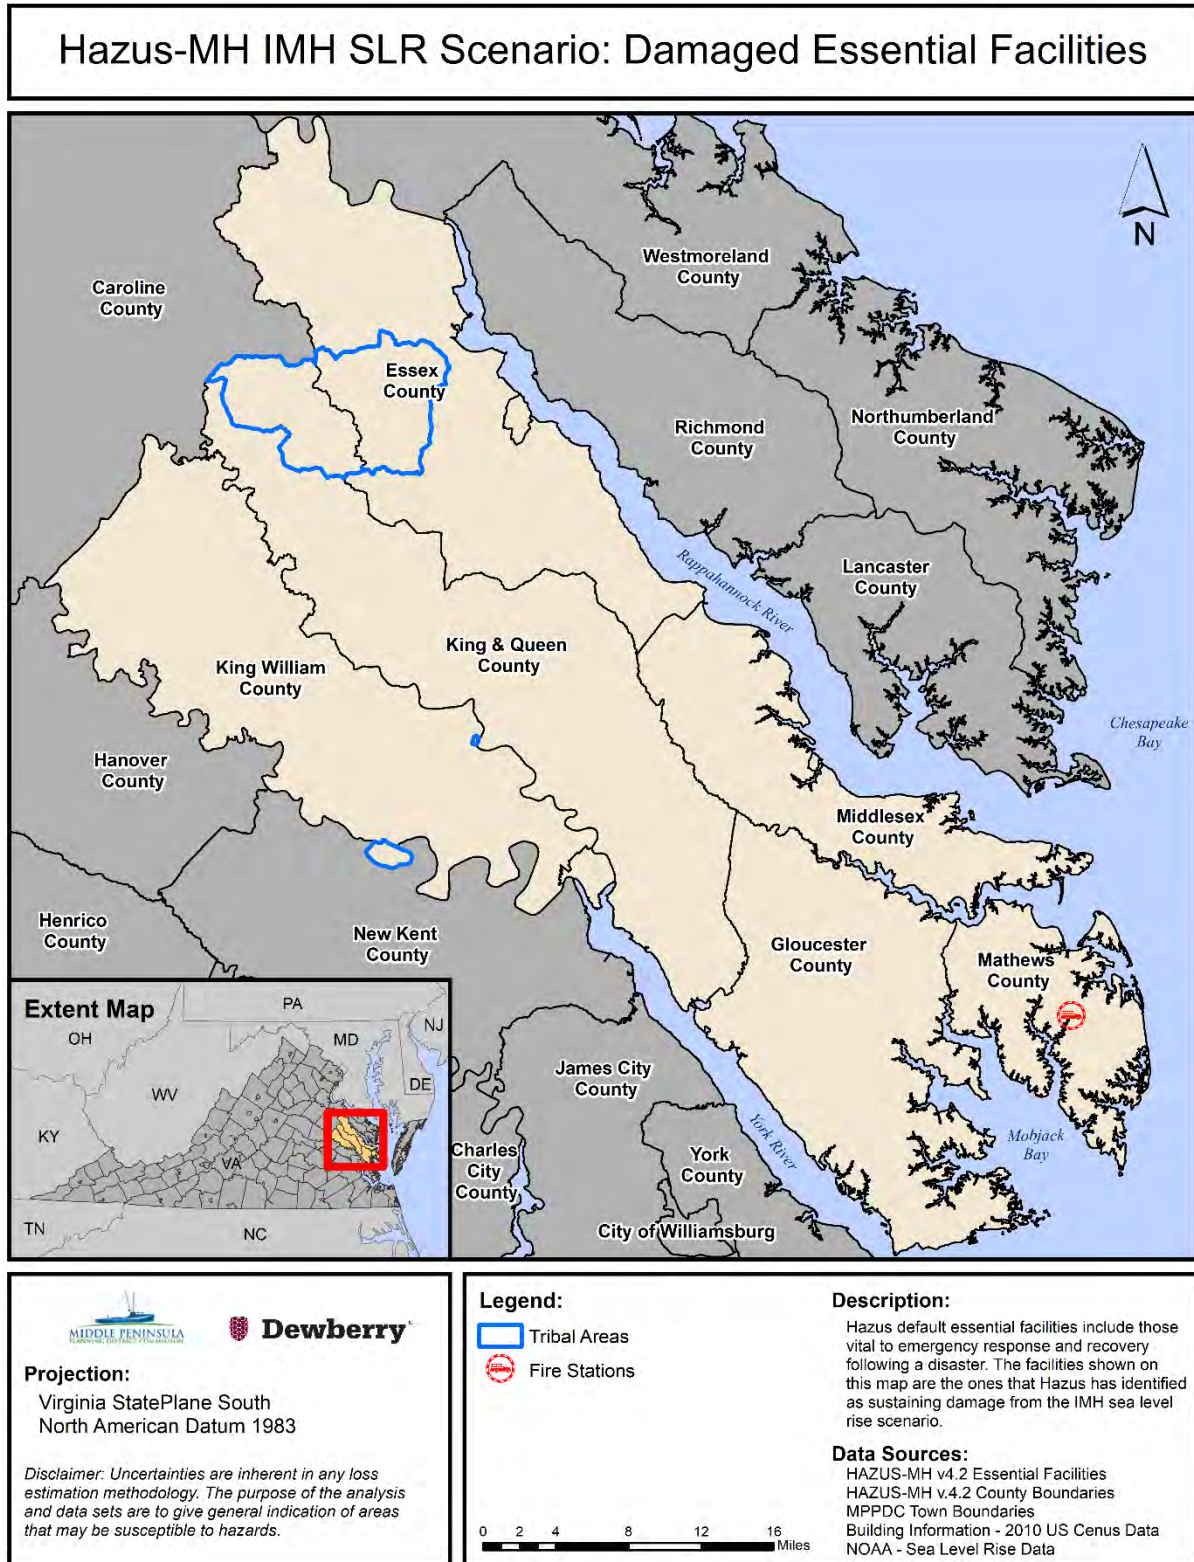 Hazus-MH IMH SLR Scenario: Damaged Essential Facilities
N
Westmoreland
County
Caroline
County
Essex
County
Northumberland
County
Richmond
County
Lancaster
County
Rappahannock River
King & Queen
County
King William
County
Chesapeake
Bay
Hanover
County
Middlesex
County
Henrico
County
New Kent
County
Gloucester
County
Mathews
County
James City
County
Mobjack
Bay
York River
Charles
City
County
York
County
City of Williamsburg
Extent Map
PA
OH
NJ
MD
WV
DE
KY
VA
TN
NC
MIDDLE PENINSULA
PLANNING DISTRICT COMMISSION
Dewberry
Projection:
Virginia StatePlane South
North American Datum 1983
Disclaimer: Uncertainties are inherent in any loss
estimation methodology. The purpose of the analysis
and data sets are to give general indication of areas
that may be susceptible to hazards.
Legend:
Tribal Areas
Fire Stations
0 2 4 8 12 16
Miles
Description:
Hazus default essential facilities include those
vital to emergency response and recovery
following a disaster. The facilities shown on
this map are the ones that Hazus has identified
as sustaining damage from the IMH sea level
rise scenario.
Data Sources:
HAZUS-MH v4.2 Essential Facilities
HAZUS-MH v.4.2 County Boundaries
MPPDC Town Boundaries
Building Information - 2010 US Cenus Data
NOAA - Sea Level Rise Data